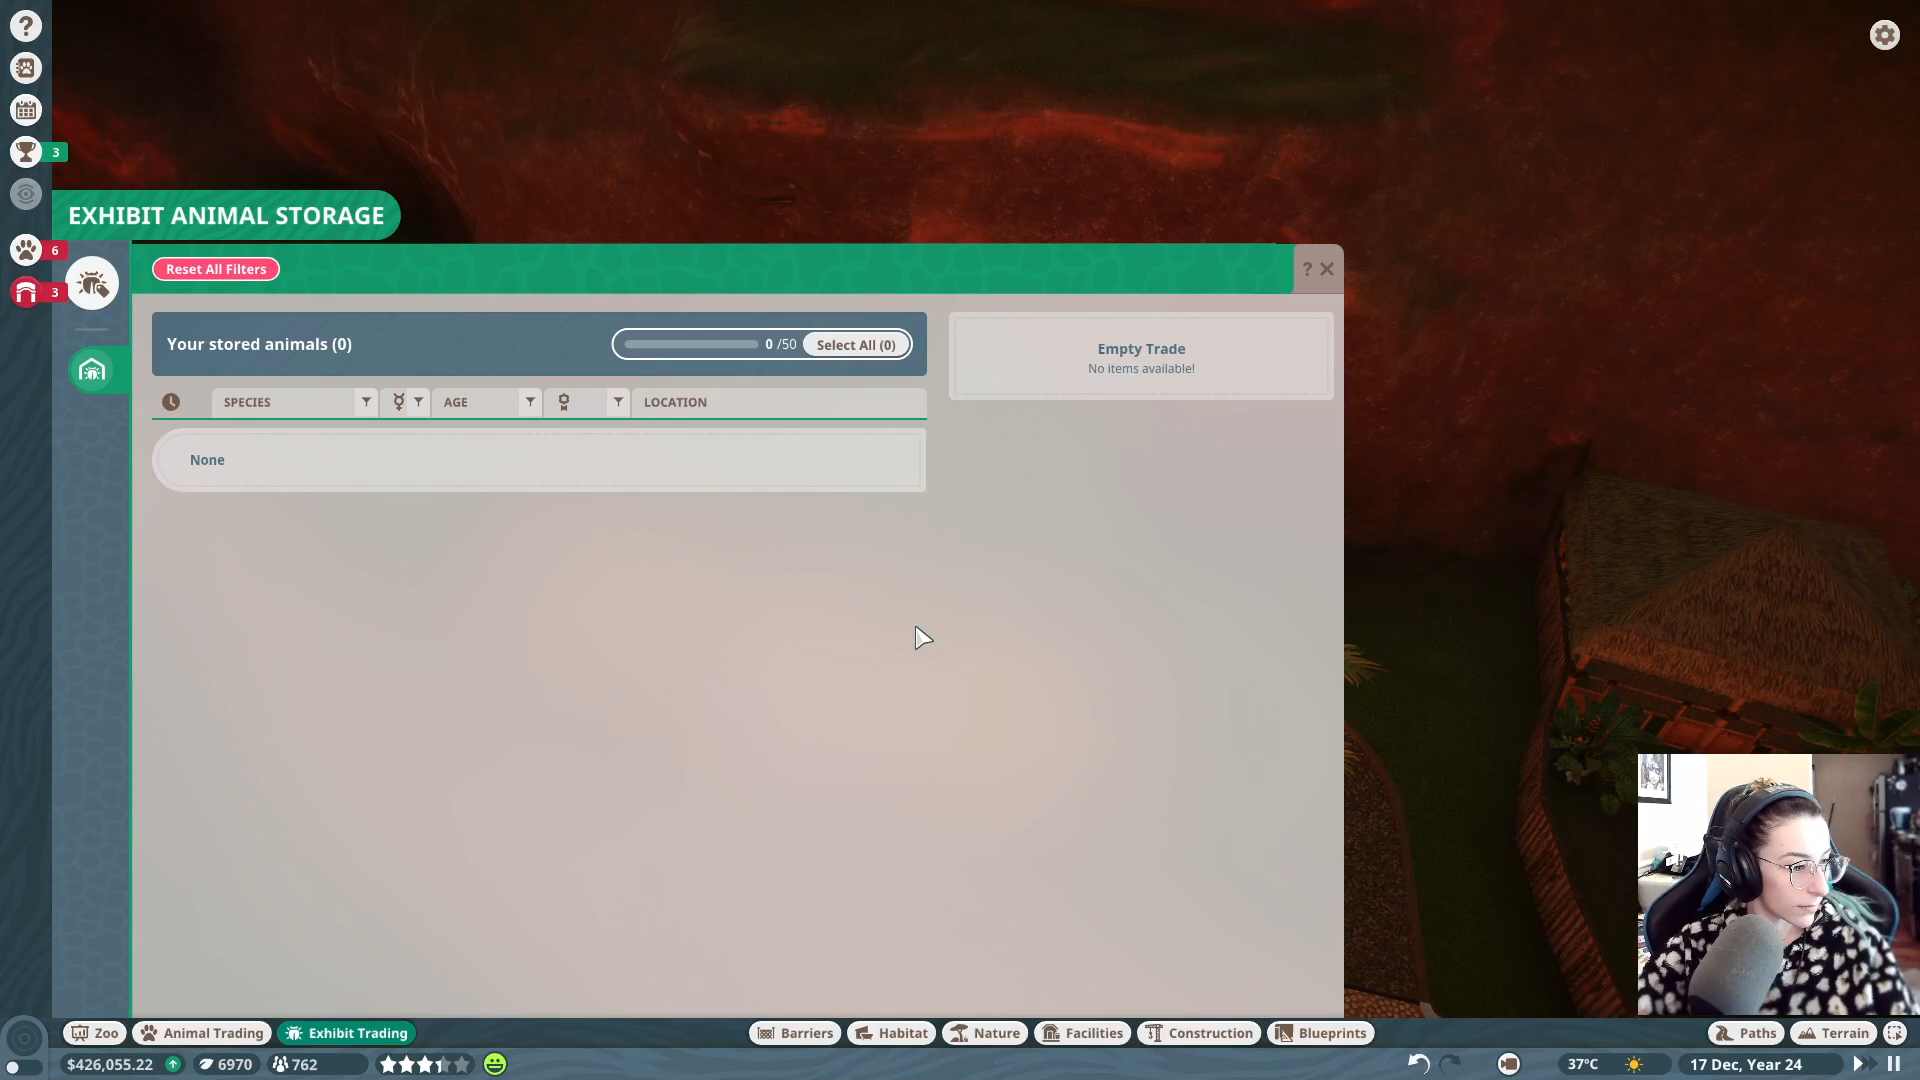 3
EXHIBIT ANIMAL STORAGE
6
3
Reset All Filters
?
Your stored animals (0)
0 /50
Select All (0)
SPECIES
AGE
LOCATION
None
Empty Trade
No items available!
Zoo
Animal Trading
Exhibit Trading
Barriers
Habitat
Nature
Facilities
Construction
Blueprints
Paths
Terrain
$426,055.22
6970
762
37°C
17 Dec, Year 24